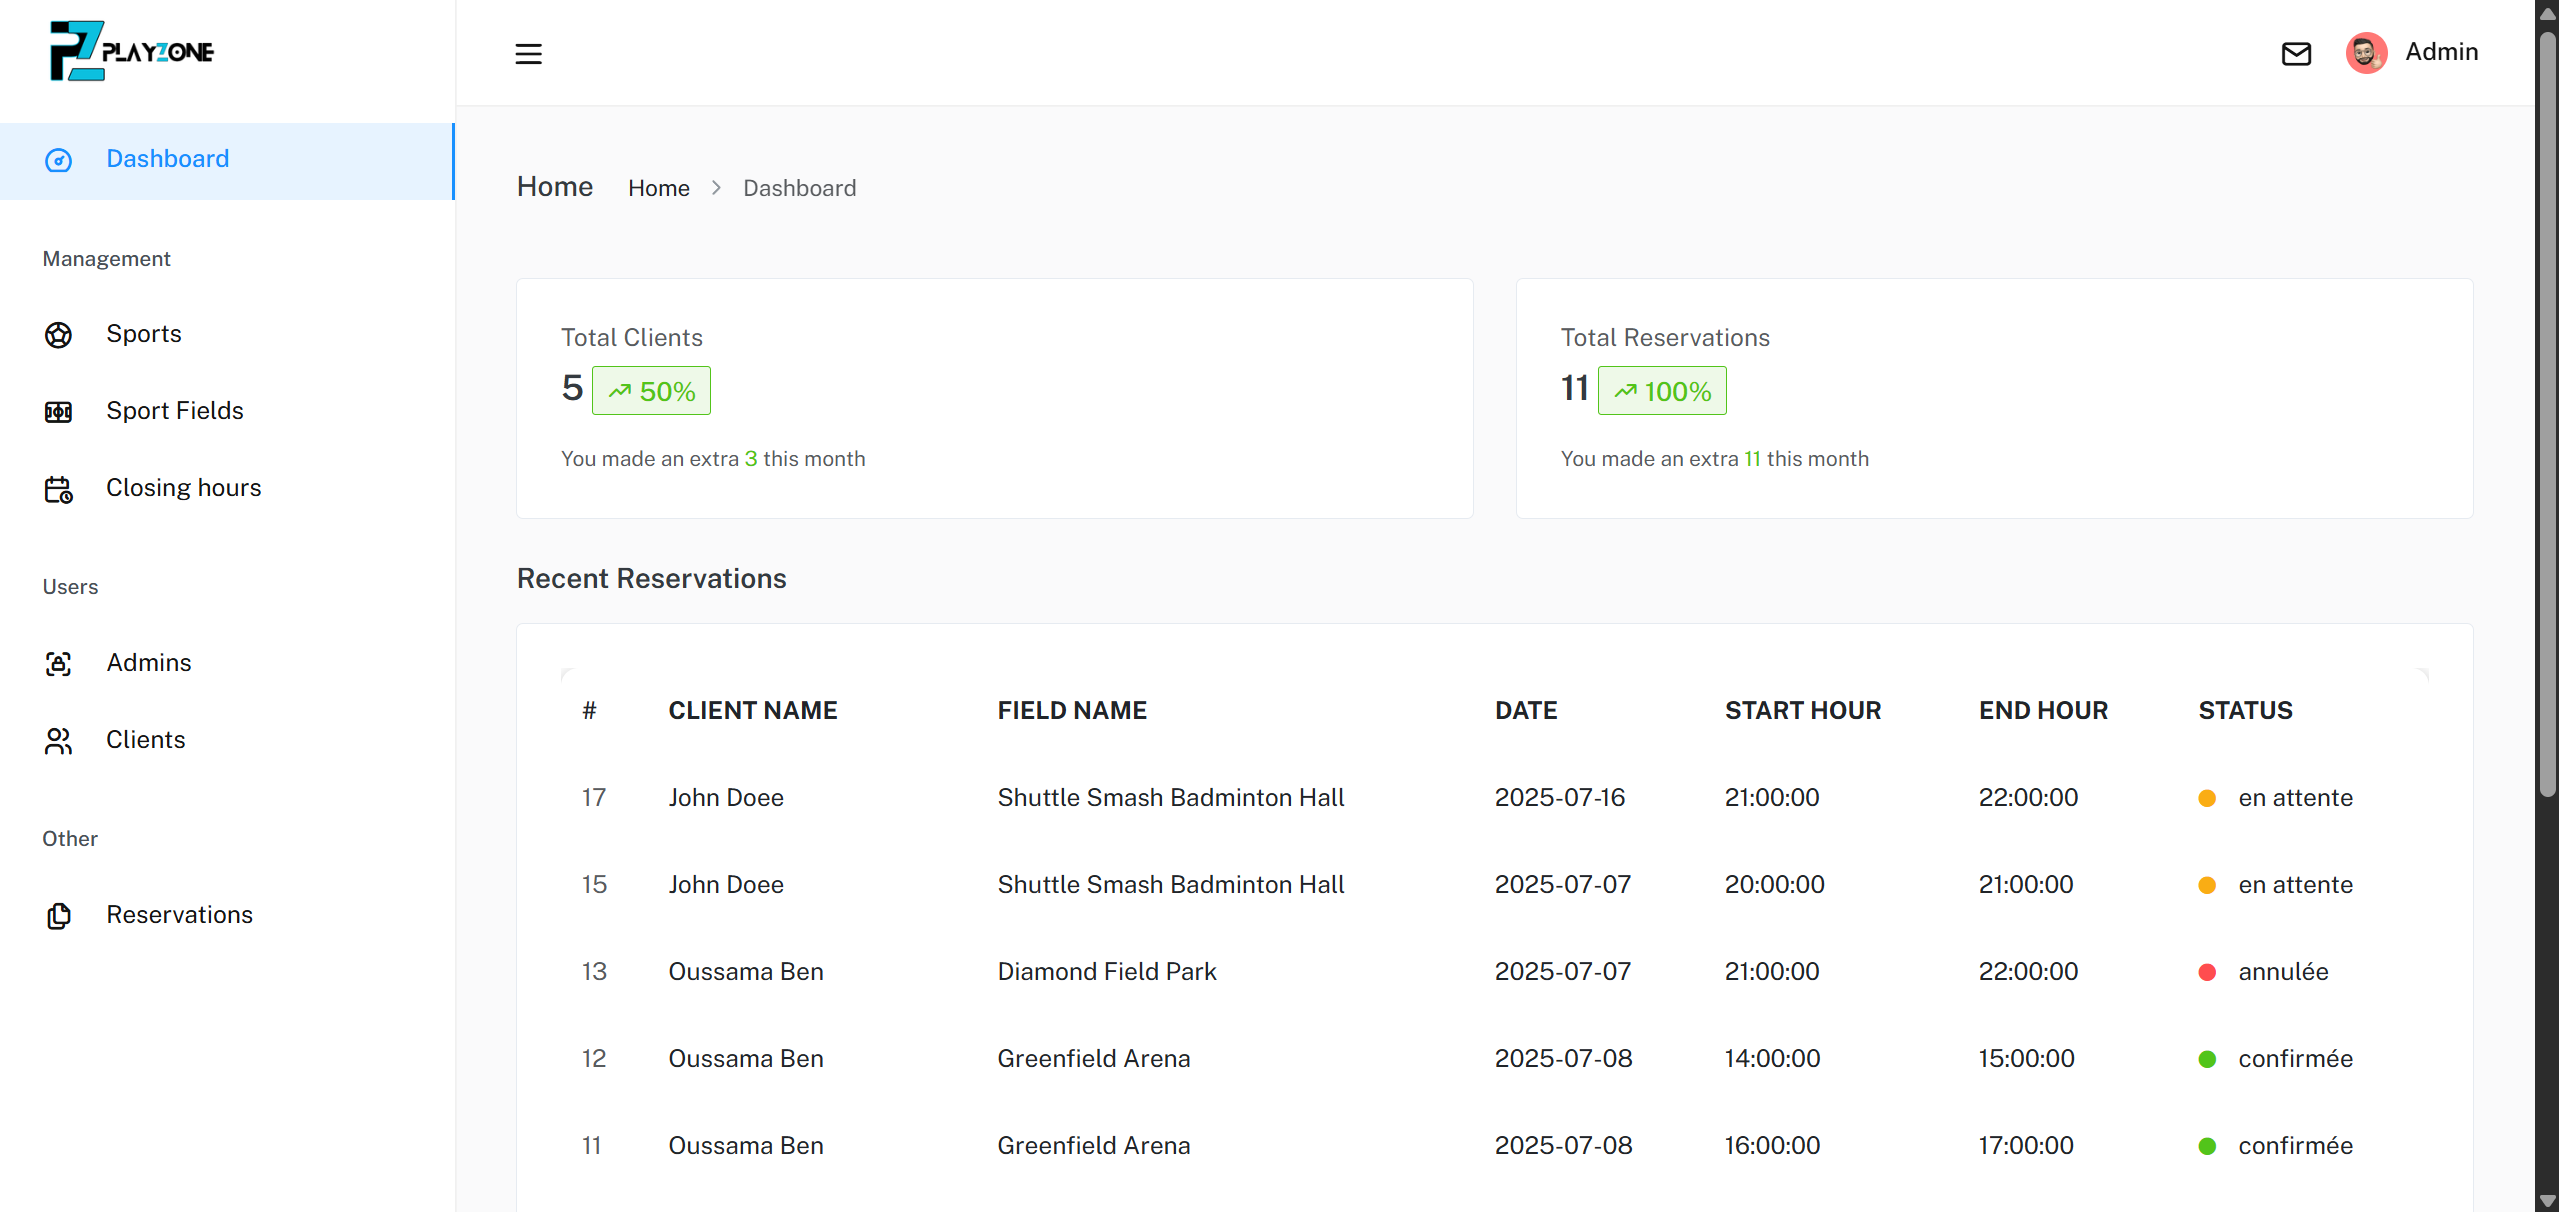 PLAYZONE
Admin
Dashboard
Management
Sports
Sport Fields
Closing hours
Users
Admins
Clients
Other
Reservations
Home Home > Dashboard
Total Clients
5 50%
You made an extra 3 this month
Total Reservations
11 100%
You made an extra 11 this month
Recent Reservations
# CLIENT NAME FIELD NAME DATE START HOUR END HOUR STATUS
17 John Doee Shuttle Smash Badminton Hall 2025-07-16 21:00:00 22:00:00 en attente
15 John Doee Shuttle Smash Badminton Hall 2025-07-07 20:00:00 21:00:00 en attente
13 Oussama Ben Diamond Field Park 2025-07-07 21:00:00 22:00:00 annulée
12 Oussama Ben Greenfield Arena 2025-07-08 14:00:00 15:00:00 confirmée
11 Oussama Ben Greenfield Arena 2025-07-08 16:00:00 17:00:00 confirmée